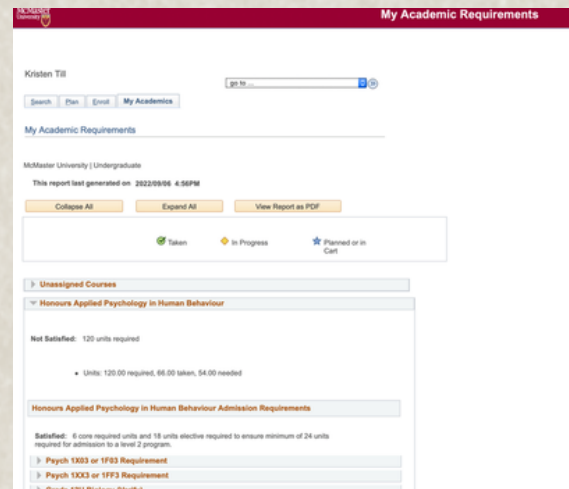 McMaster
University
My Academic Requirements
Kristen Till
go to ...
Search Plan Enroll My Academics
My Academic Requirements
McMaster University | Undergraduate
This report last generated on 2022/09/06 4:56PM
Collapse All Expand All View Report as PDF
Taken In Progress Planned or in
Cart
Unassigned Courses
Honours Applied Psychology in Human Behaviour
Not Satisfied: 120 units required
• Units: 120.00 required, 66.00 taken, 54.00 needed
Honours Applied Psychology in Human Behaviour Admission Requirements
Satisfied: 6 core required units and 18 units elective required to ensure minimum of 24 units
required for admission to a level 2 program.
Psych 1X03 or 1F03 Requirement
Psych 1XX3 or 1FF3 Requirement